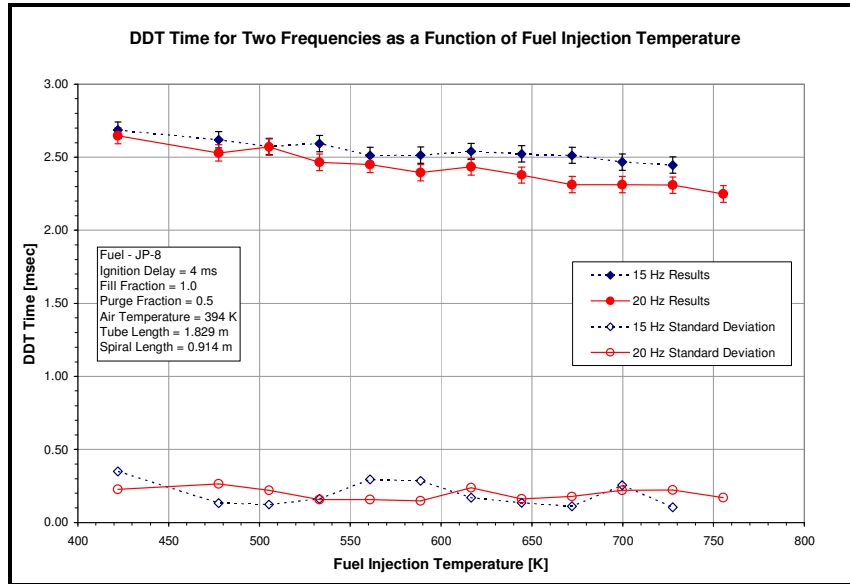 DDT Time for Two Frequencies as a Function of Fuel Injection Temperature
3.00
2.50
2.00
1.50
1.00
0.50
0.00
DDT Time [msec]
Fuel - JP-8
Ignition Delay = 4 ms
Fill Fraction = 1.0
Purge Fraction = 0.5
Air Temperature = 394 K
Tube Length = 1.829 m
Spiral Length = 0.914 m
15 Hz Results
20 Hz Results
15 Hz Standard Deviation
20 Hz Standard Deviation
400 450 500 550 600 650 700 750 800
Fuel Injection Temperature [K]